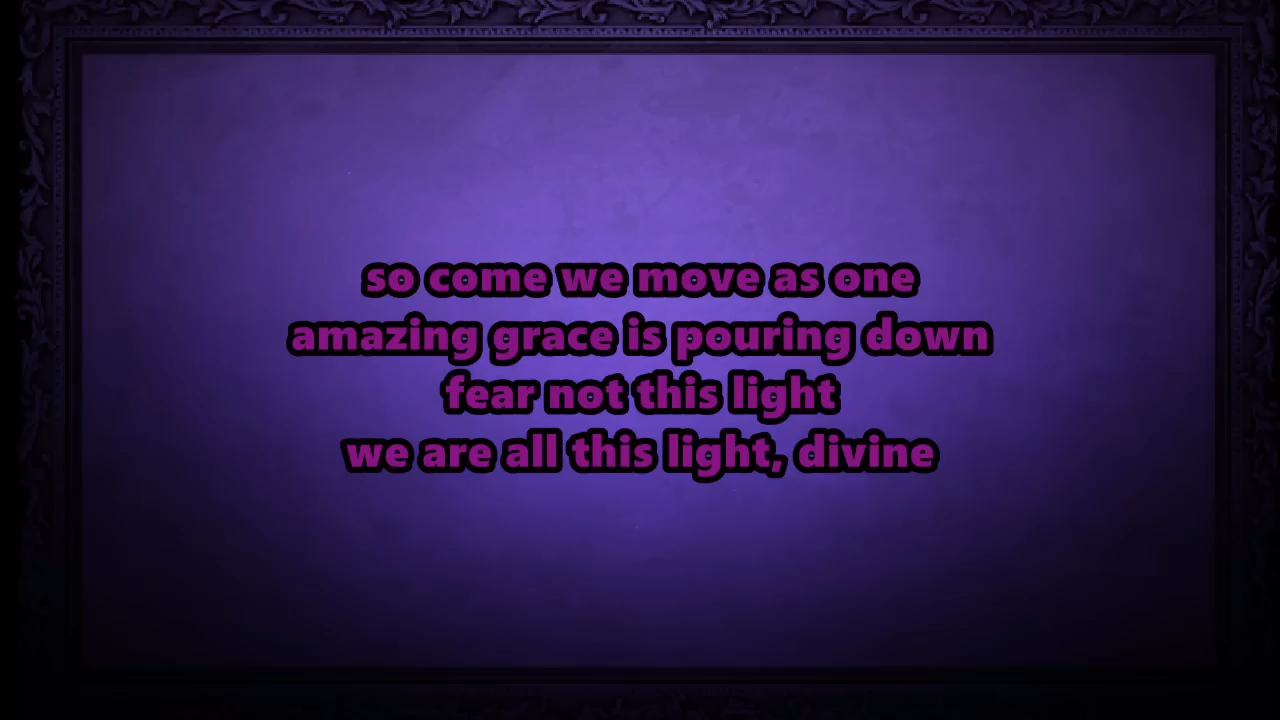 so come we move as one
amazing grace is pouring down
fear not this light
we are all this light, divine